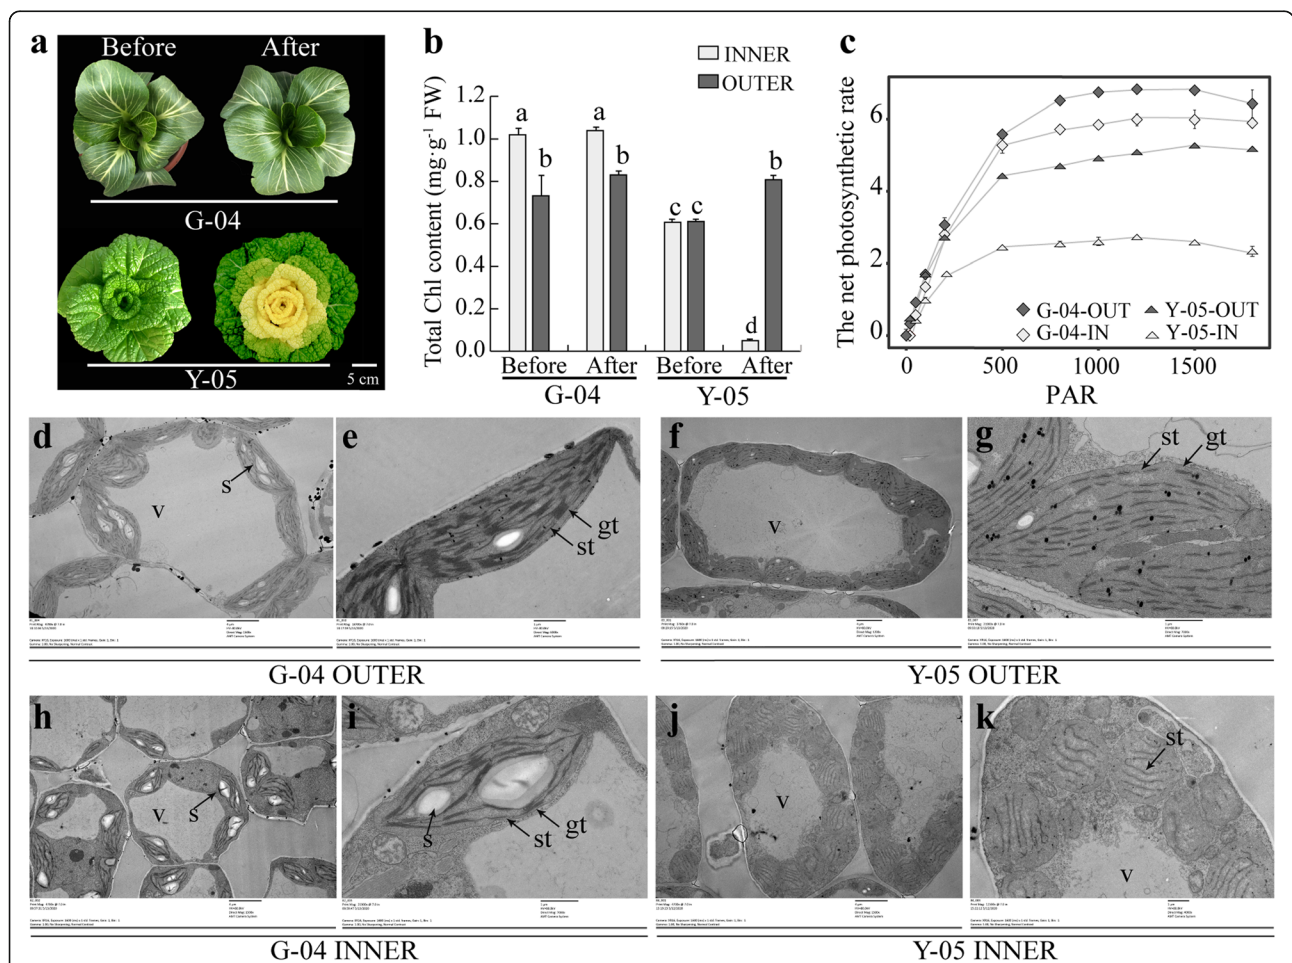 a
Before
After
G-04
Y-05
5 cm
b
INNER
OUTER
Total Chl content (mg·g⁻¹ FW)
1.2
1.0
0.8
0.6
0.4
0.2
0.0
a
b
a
b
c
c
d
b
Before
After
Before
After
G-04
Y-05
c
The net photosynthetic rate
6
4
2
0
G-04-OUT
Y-05-OUT
G-04-IN
Y-05-IN
0
500
1000
1500
PAR
d
s
v
e
gt
st
f
v
g
st
gt
G-04 OUTER
Y-05 OUTER
h
v
s
i
s
st
gt
j
v
k
st
v
G-04 INNER
Y-05 INNER